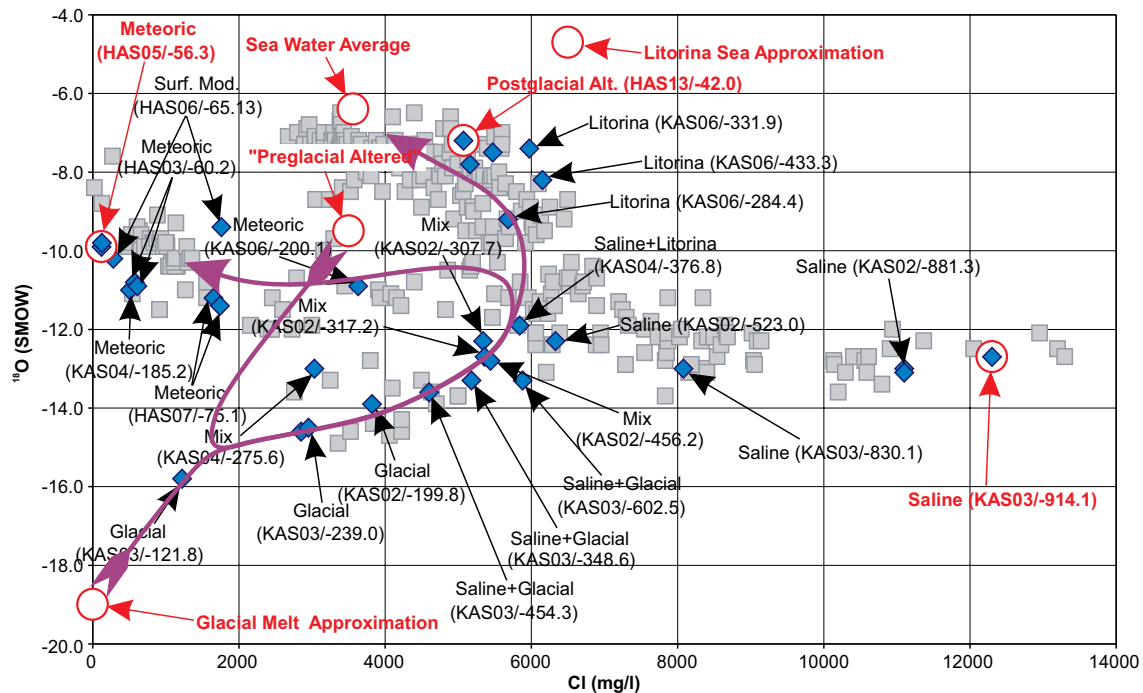 -4.0
Meteoric
(HAS05/-56.3)
Sea Water Average
Litorina Sea Approximation
Surf. Mod.
(HAS06/-65.13)
Postglacial Alt. (HAS13/-42.0)
-6.0
Litorina (KAS06/-331.9)
Meteoric
(HAS03/-60.2)
"Preglacial Altered"
Litorina (KAS06/-433.3)
-8.0
Litorina (KAS06/-284.4)
Meteoric
(KAS06/-200.1)
Mix
(KAS02/-307.7)
Saline+Litorina
(KAS04/-376.8)
Saline (KAS02/-881.3)
-10.0
Mix
(KAS02/-317.2)
Saline (KAS02/-523.0)
-12.0
Meteoric
(KAS04/-185.2)
Meteoric
(HAS07/-75.1)
-14.0
Mix
(KAS04/-275.6)
Mix
(KAS02/-456.2)
Saline (KAS03/-830.1)
Glacial
(KAS02/-199.8)
Saline+Glacial
(KAS03/-602.5)
Saline (KAS03/-914.1)
-16.0
Glacial
(KAS03/-121.8)
Glacial
(KAS03/-239.0)
Saline+Glacial
(KAS03/-348.6)
-18.0
Saline+Glacial
(KAS03/-454.3)
Glacial Melt Approximation
-20.0
¹⁸O (SMOW)
0 2000 4000 6000 8000 10000 12000 14000
Cl (mg/l)